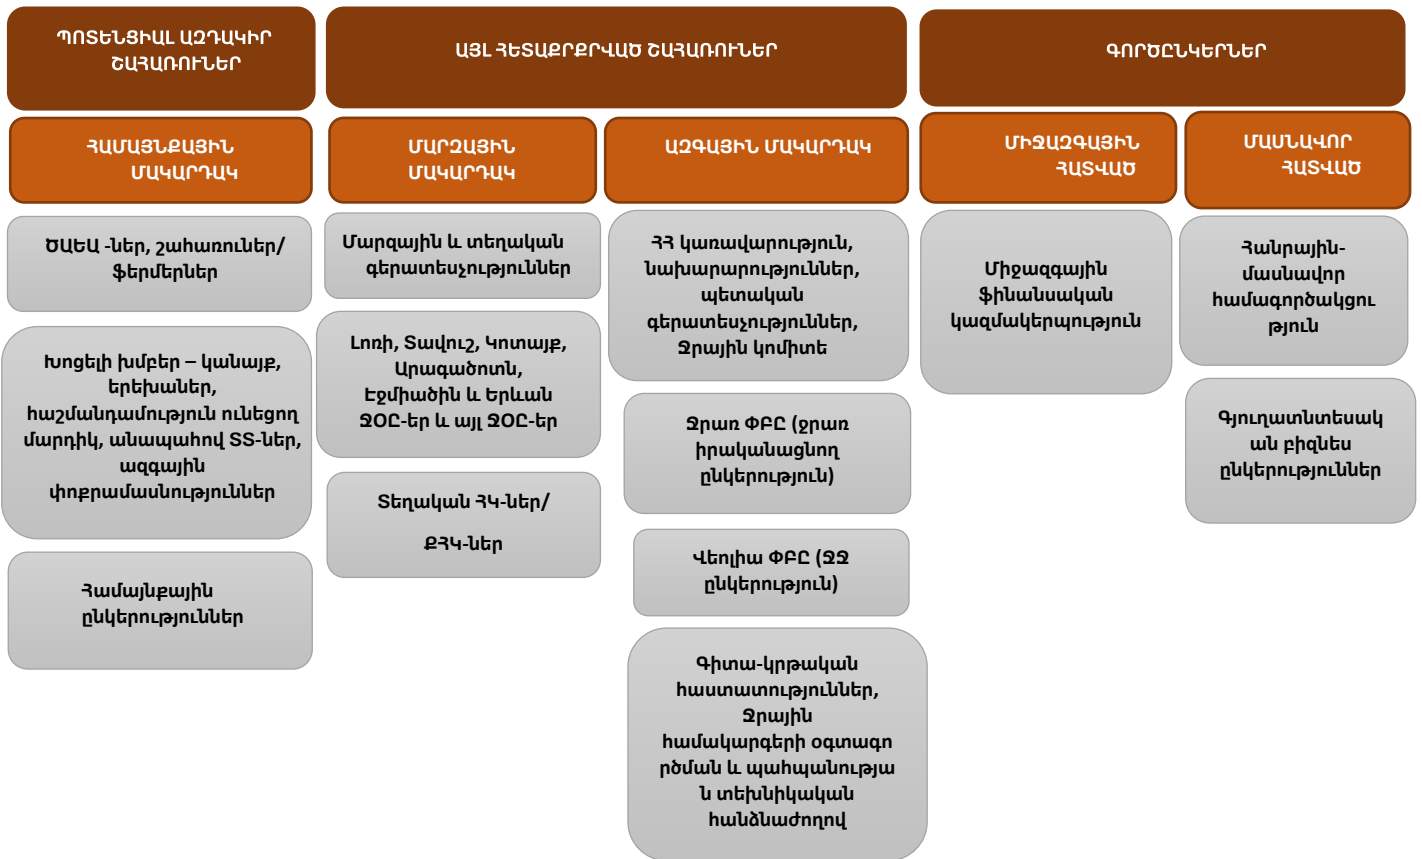 ՊՈՏԵՆՑԻԱԼ ԱԶԴԱԿԻՐ
ՇԱՀԱՌՈՒՆԵՐ
ԱՅԼ ՀԵՏԱՔՐՔՐՎԱԾ ՇԱՀԱՌՈՒՆԵՐ
ԳՈՐԾԸՆԿԵՐՆԵՐ
ՀԱՄԱՅՆՔԱՅԻՆ
ՄԱԿԱՐԴԱԿ
ՄԱՐԶԱՅԻՆ
ՄԱԿԱՐԴԱԿ
ԱԶԳԱՅԻՆ ՄԱԿԱՐԴԱԿ
ՄԻՋԱԶԳԱՅԻՆ
ՀԱՏՎԱԾ
ՄԱՍՆԱՎՈՐ
ՀԱՏՎԱԾ
ԾԱԵԱ -ներ, շահառուներ/
ֆերմերներ
Խոցելի խմբեր – կանայք,
երեխաներ,
հաշմանդամություն ունեցող
մարդիկ, անապահով ՏՏ-ներ,
ազգային
փոքրամասնություններ
Համայնքային
ընկերություններ
Մարզային և տեղական
գերատեսչություններ
Լոռի, Տավուշ, Կոտայք,
Արագածոտն,
Էջմիածին և Երևան
ՋՕԸ-եր և այլ ՋՕԸ-եր
Տեղական ՀԿ-ներ/
ՔՀԿ-ներ
ՀՀ կառավարություն,
նախարարություններ,
պետական
գերատեսչություններ,
Ջրային կոմիտե
Ջրառ ՓԲԸ (ջրառ
իրականացնող
ընկերություն)
Վեոլիա ՓԲԸ (ՋՋ
ընկերություն)
Գիտա-կրթական
հաստատություններ,
Ջրային
համակարգերի օգտագո
րծման և պահպանությա
ն տեխնիկական
հանձնաժողով
Միջազգային
ֆինանսական
կազմակերպություն
Հանրային-
մասնավոր
համագործակցու
թյուն
Գյուղատնտեսակ
ան բիզնես
ընկերություններ